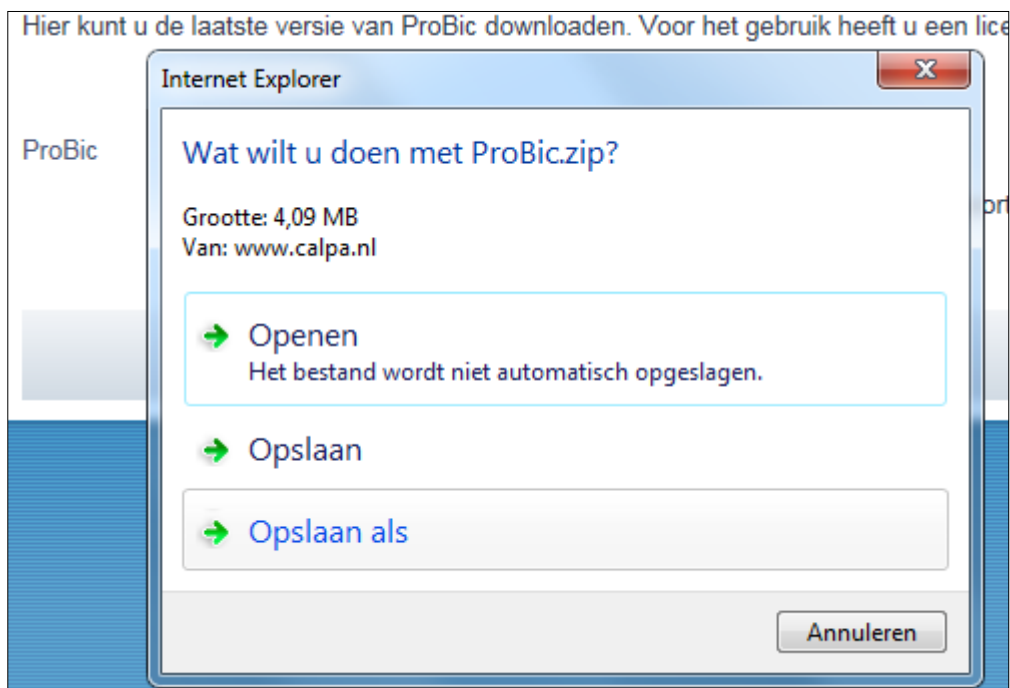 Hier kunt u de laatste versie van ProBic downloaden. Voor het gebruik heeft u een
Internet Explorer
ProBic
Wat wilt u doen met ProBic.zip?
Grootte: 4,09 MB
Van: www.calpa.nl
Openen
Het bestand wordt niet automatisch opgeslagen.
Opslaan
Opslaan als
Annuleren